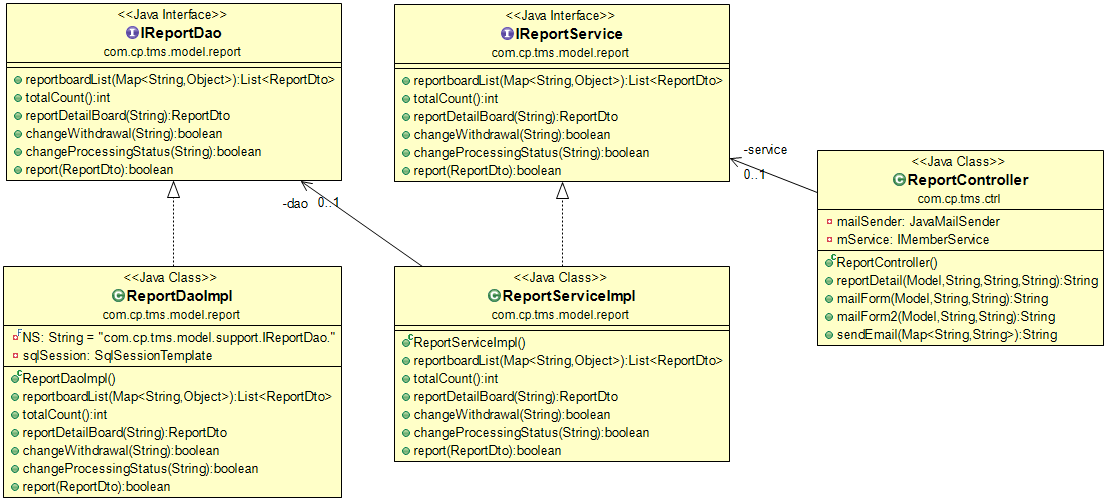 <<Java Interface>>
IReportDao
com.cp.tms.model.report
reportboardList(Map<String,Object>):List<ReportDto>
totalCount():int
reportDetailBoard(String):ReportDto
changeWithdrawal(String):boolean
changeProcessingStatus(String):boolean
report(ReportDto):boolean
<<Java Interface>>
IReportService
com.cp.tms.model.report
reportboardList(Map<String,Object>):List<ReportDto>
totalCount():int
reportDetailBoard(String):ReportDto
changeWithdrawal(String):boolean
changeProcessingStatus(String):boolean
report(ReportDto):boolean
-service
0..1
<<Java Class>>
ReportController
com.cp.tms.ctrl
mailSender: JavaMailSender
mService: IMemberService
ReportController()
reportDetail(Model,String,String,String):String
mailForm(Model,String,String):String
mailForm2(Model,String,String):String
sendEmail(Map<String,String>):String
-dao 0..1
<<Java Class>>
ReportDaoImpl
com.cp.tms.model.report
NS: String = "com.cp.tms.model.support.IReportDao."
sqlSession: SqlSessionTemplate
ReportDaoImpl()
reportboardList(Map<String,Object>):List<ReportDto>
totalCount():int
reportDetailBoard(String):ReportDto
changeWithdrawal(String):boolean
changeProcessingStatus(String):boolean
report(ReportDto):boolean
<<Java Class>>
ReportServiceImpl
com.cp.tms.model.report
ReportServiceImpl()
reportboardList(Map<String,Object>):List<ReportDto>
totalCount():int
reportDetailBoard(String):ReportDto
changeWithdrawal(String):boolean
changeProcessingStatus(String):boolean
report(ReportDto):boolean